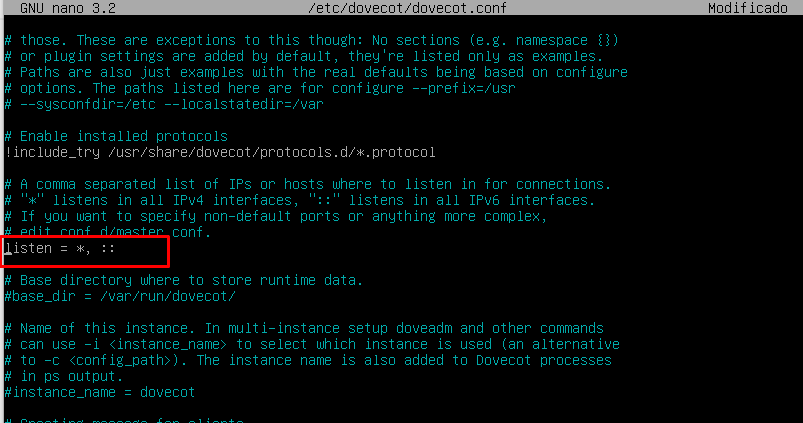 GNU nano 3.2 /etc/dovecot/dovecot.conf Modificado
# those. These are exceptions to this though: No sections (e.g. namespace {})
# or plugin settings are added by default, they're listed only as examples.
# Paths are also just examples with the real defaults being based on configure
# options. The paths listed here are for configure --prefix=/usr
# --sysconfdir=/etc --localstatedir=/var
# Enable installed protocols
!include_try /usr/share/dovecot/protocols.d/*.protocol
# A comma separated list of IPs or hosts where to listen in for connections.
# "*" listens in all IPv4 interfaces, "::" listens in all IPv6 interfaces.
# If you want to specify non-default ports or anything more complex,
# edit conf.d/master.conf.
listen = *, ::
# Base directory where to store runtime data.
#base_dir = /var/run/dovecot/
# Name of this instance. In multi-instance setup doveadm and other commands
# can use -i <instance_name> to select which instance is used (an alternative
# to -c <config_path>). The instance name is also added to Dovecot processes
# in ps output.
#instance_name = dovecot
# Greeting message for clients.